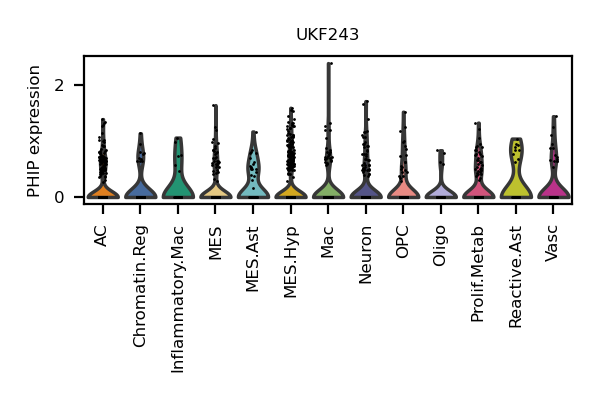 UKF243
PHIP expression
2
0
AC
Chromatin.Reg
Inflammatory.Mac
MES
MES.Ast
MES.Hyp
Mac
Neuron
OPC
Oligo
Prolif.Metab
Reactive.Ast
Vasc